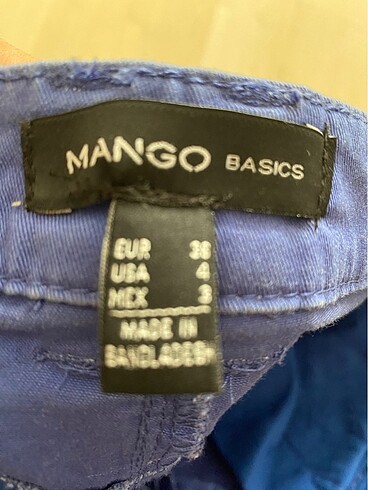 MANGO BASICS
EUR 38
USA 4
MEX 3
MADE IN
BANGLADESH